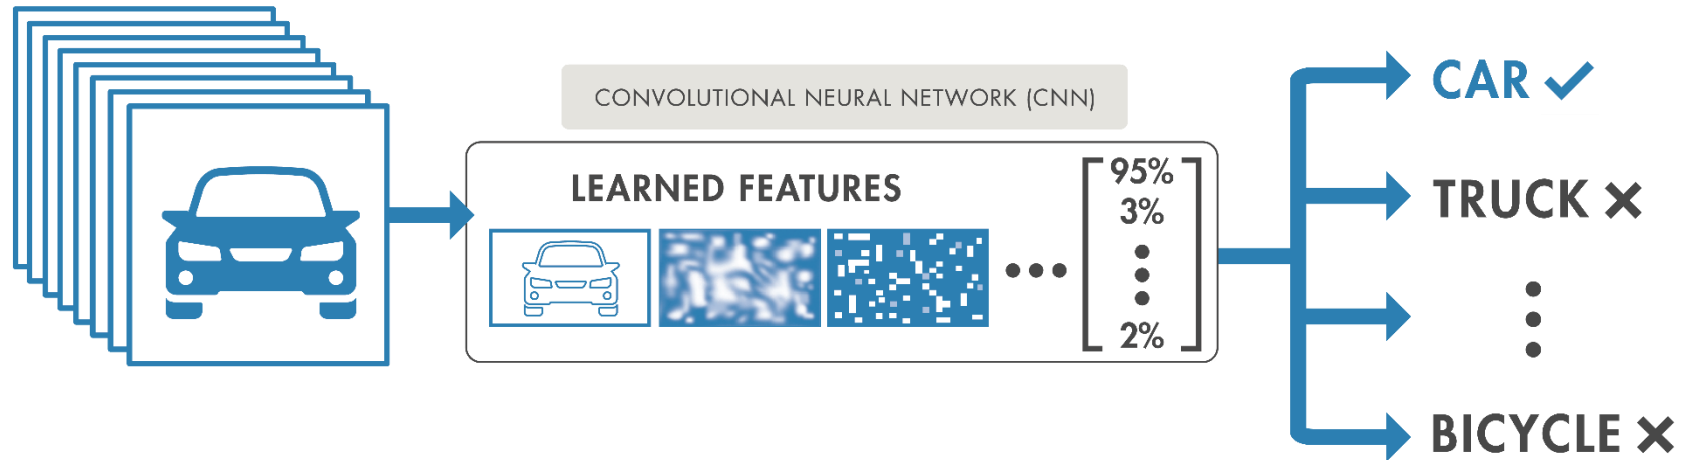 CONVOLUTIONAL NEURAL NETWORK (CNN)
LEARNED FEATURES
95%
3%
2%
CAR
TRUCK
BICYCLE